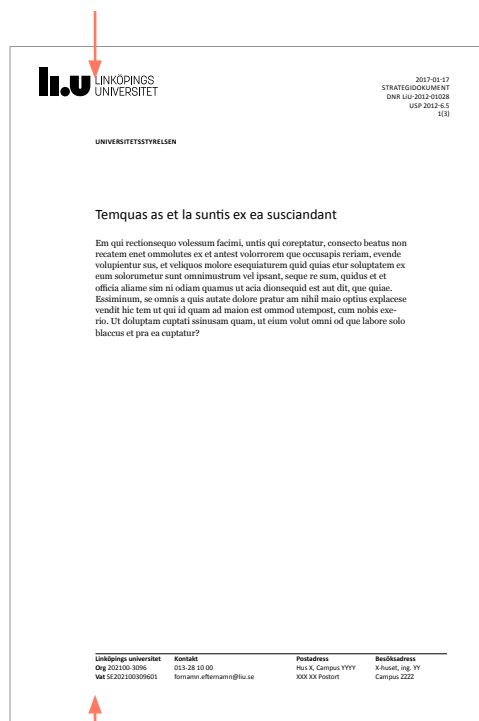 li.u LINKÖPINGS
UNIVERSITET
2017-01-17
STRATEGIDOKUMENT
DNR LiU-2012-01028
USP 2012-6.5
1(3)
UNIVERSITETSSTYRELSEN
Temquas as et la suntis ex ea susciandant
Em qui rectionsequo volessum facimi, untis qui coreptatur, consecto beatus non
recatem enet ommolutes ex et antest volorrorem que occusapis reriam, evende
volupientur sus, et veliquos molore esequiaturem quid quias etur soluptatem ex
eum solorumetur sunt omnimustrum vel ipsant, seque re sum, quidus et et
officia aliame sim ni odiam quamus ut acia dionsequid est aut dit, que quiae.
Essiminum, se omnis a quis autate dolore pratur am nihil maio optius explacese
vendit hic tem ut qui id quam ad maion est ommod utempost, cum nobis exe-
rio. Ut doluptam cuptati ssinusam quam, ut eium volut omni od que labore solo
blaccus et pra ea cuptatur?
Linköpings universitet Kontakt Postadress Besöksadress
Org 202100-3096 013-28 10 00 Hus X, Campus YYYY X-huset, ing. YY
Vat SE202100309601 fornamn.efternamn@liu.se XXX XX Postort Campus ZZZZ